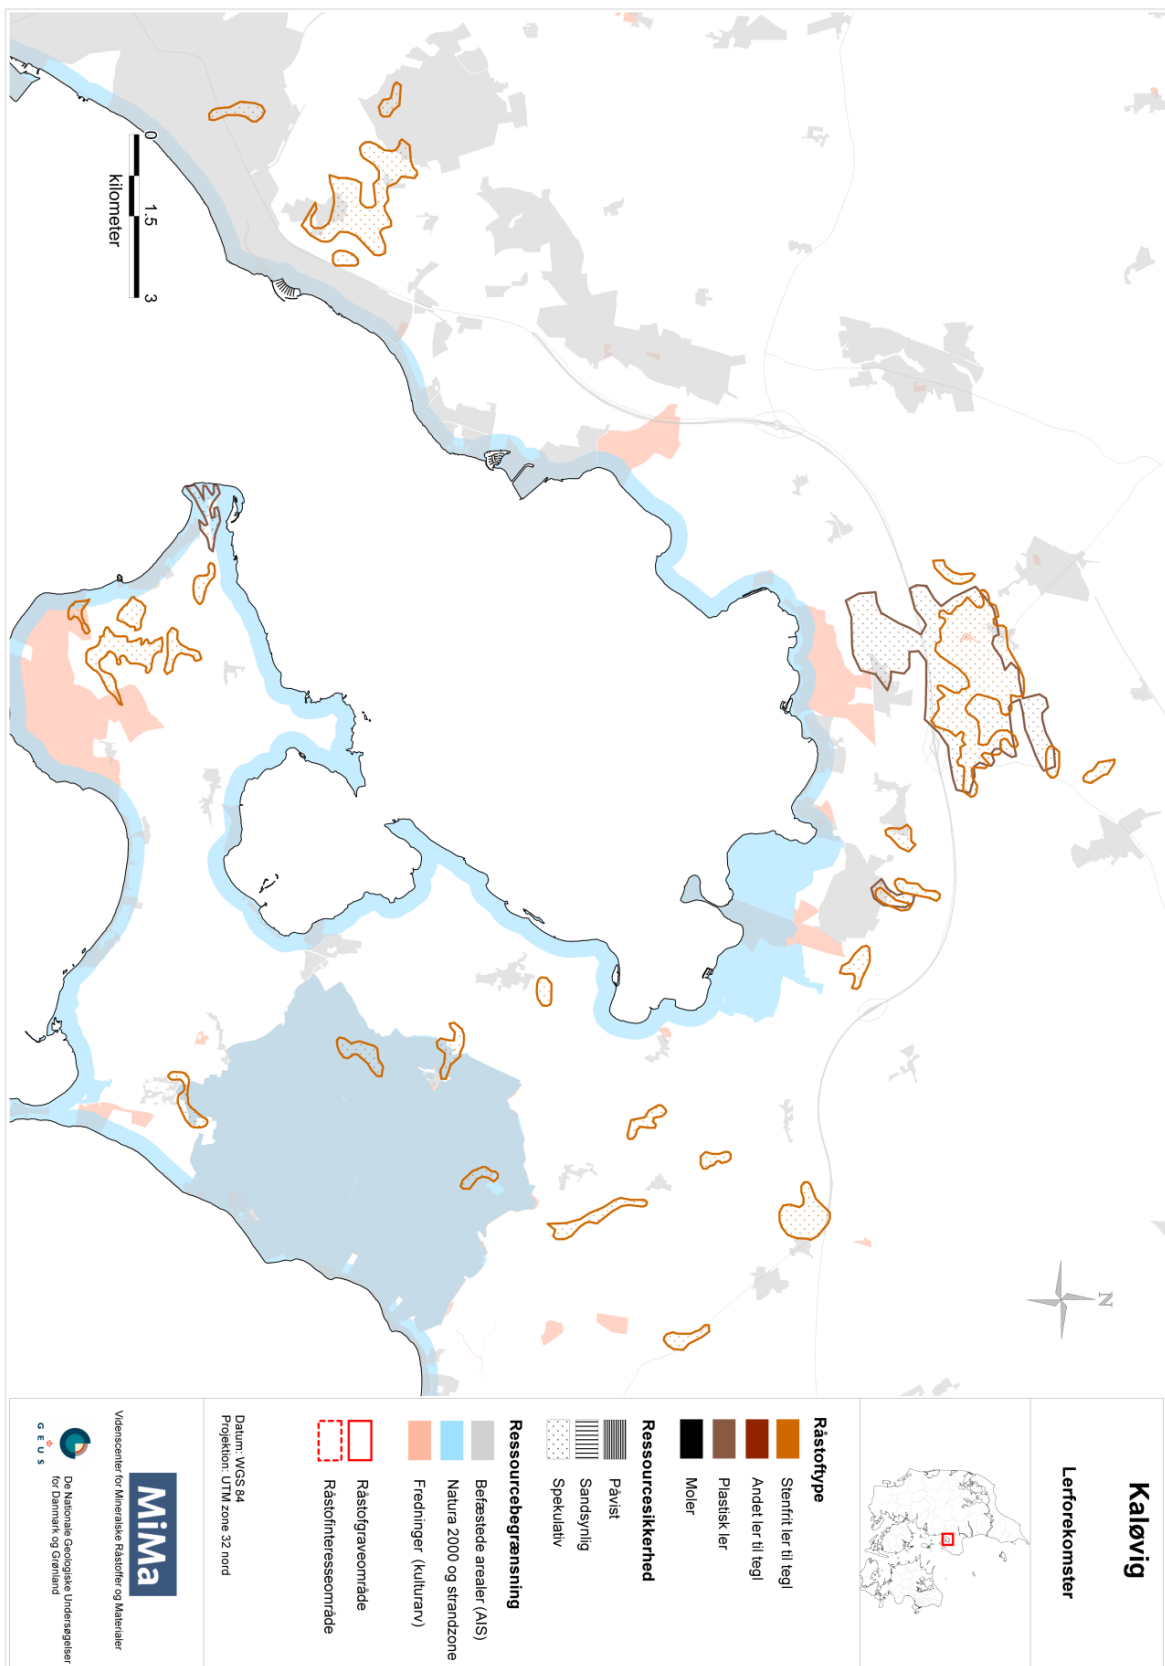 Kaløvig
Lerforekomster
Råstoftype
Stenfrit ler til tegl
Andet ler til tegl
Plastisk ler
Moler
Ressourcesikkerhed
Påvist
Sandsynlig
Spekulativ
Ressourcebegrænsning
Befæstede arealer (AIS)
Natura 2000 og strandzone
Fredninger (kulturarv)
Råstofgraveområde
Råstofinteresseområde
Datum: WGS 84
Projektion: UTM zone 32 nord
MiMa
Videnscenter for Mineralske Råstoffer og Materialer
G E U S
De Nationale Geologiske Undersøgelser
for Danmark og Grønland
N
0 1.5 3
kilometer